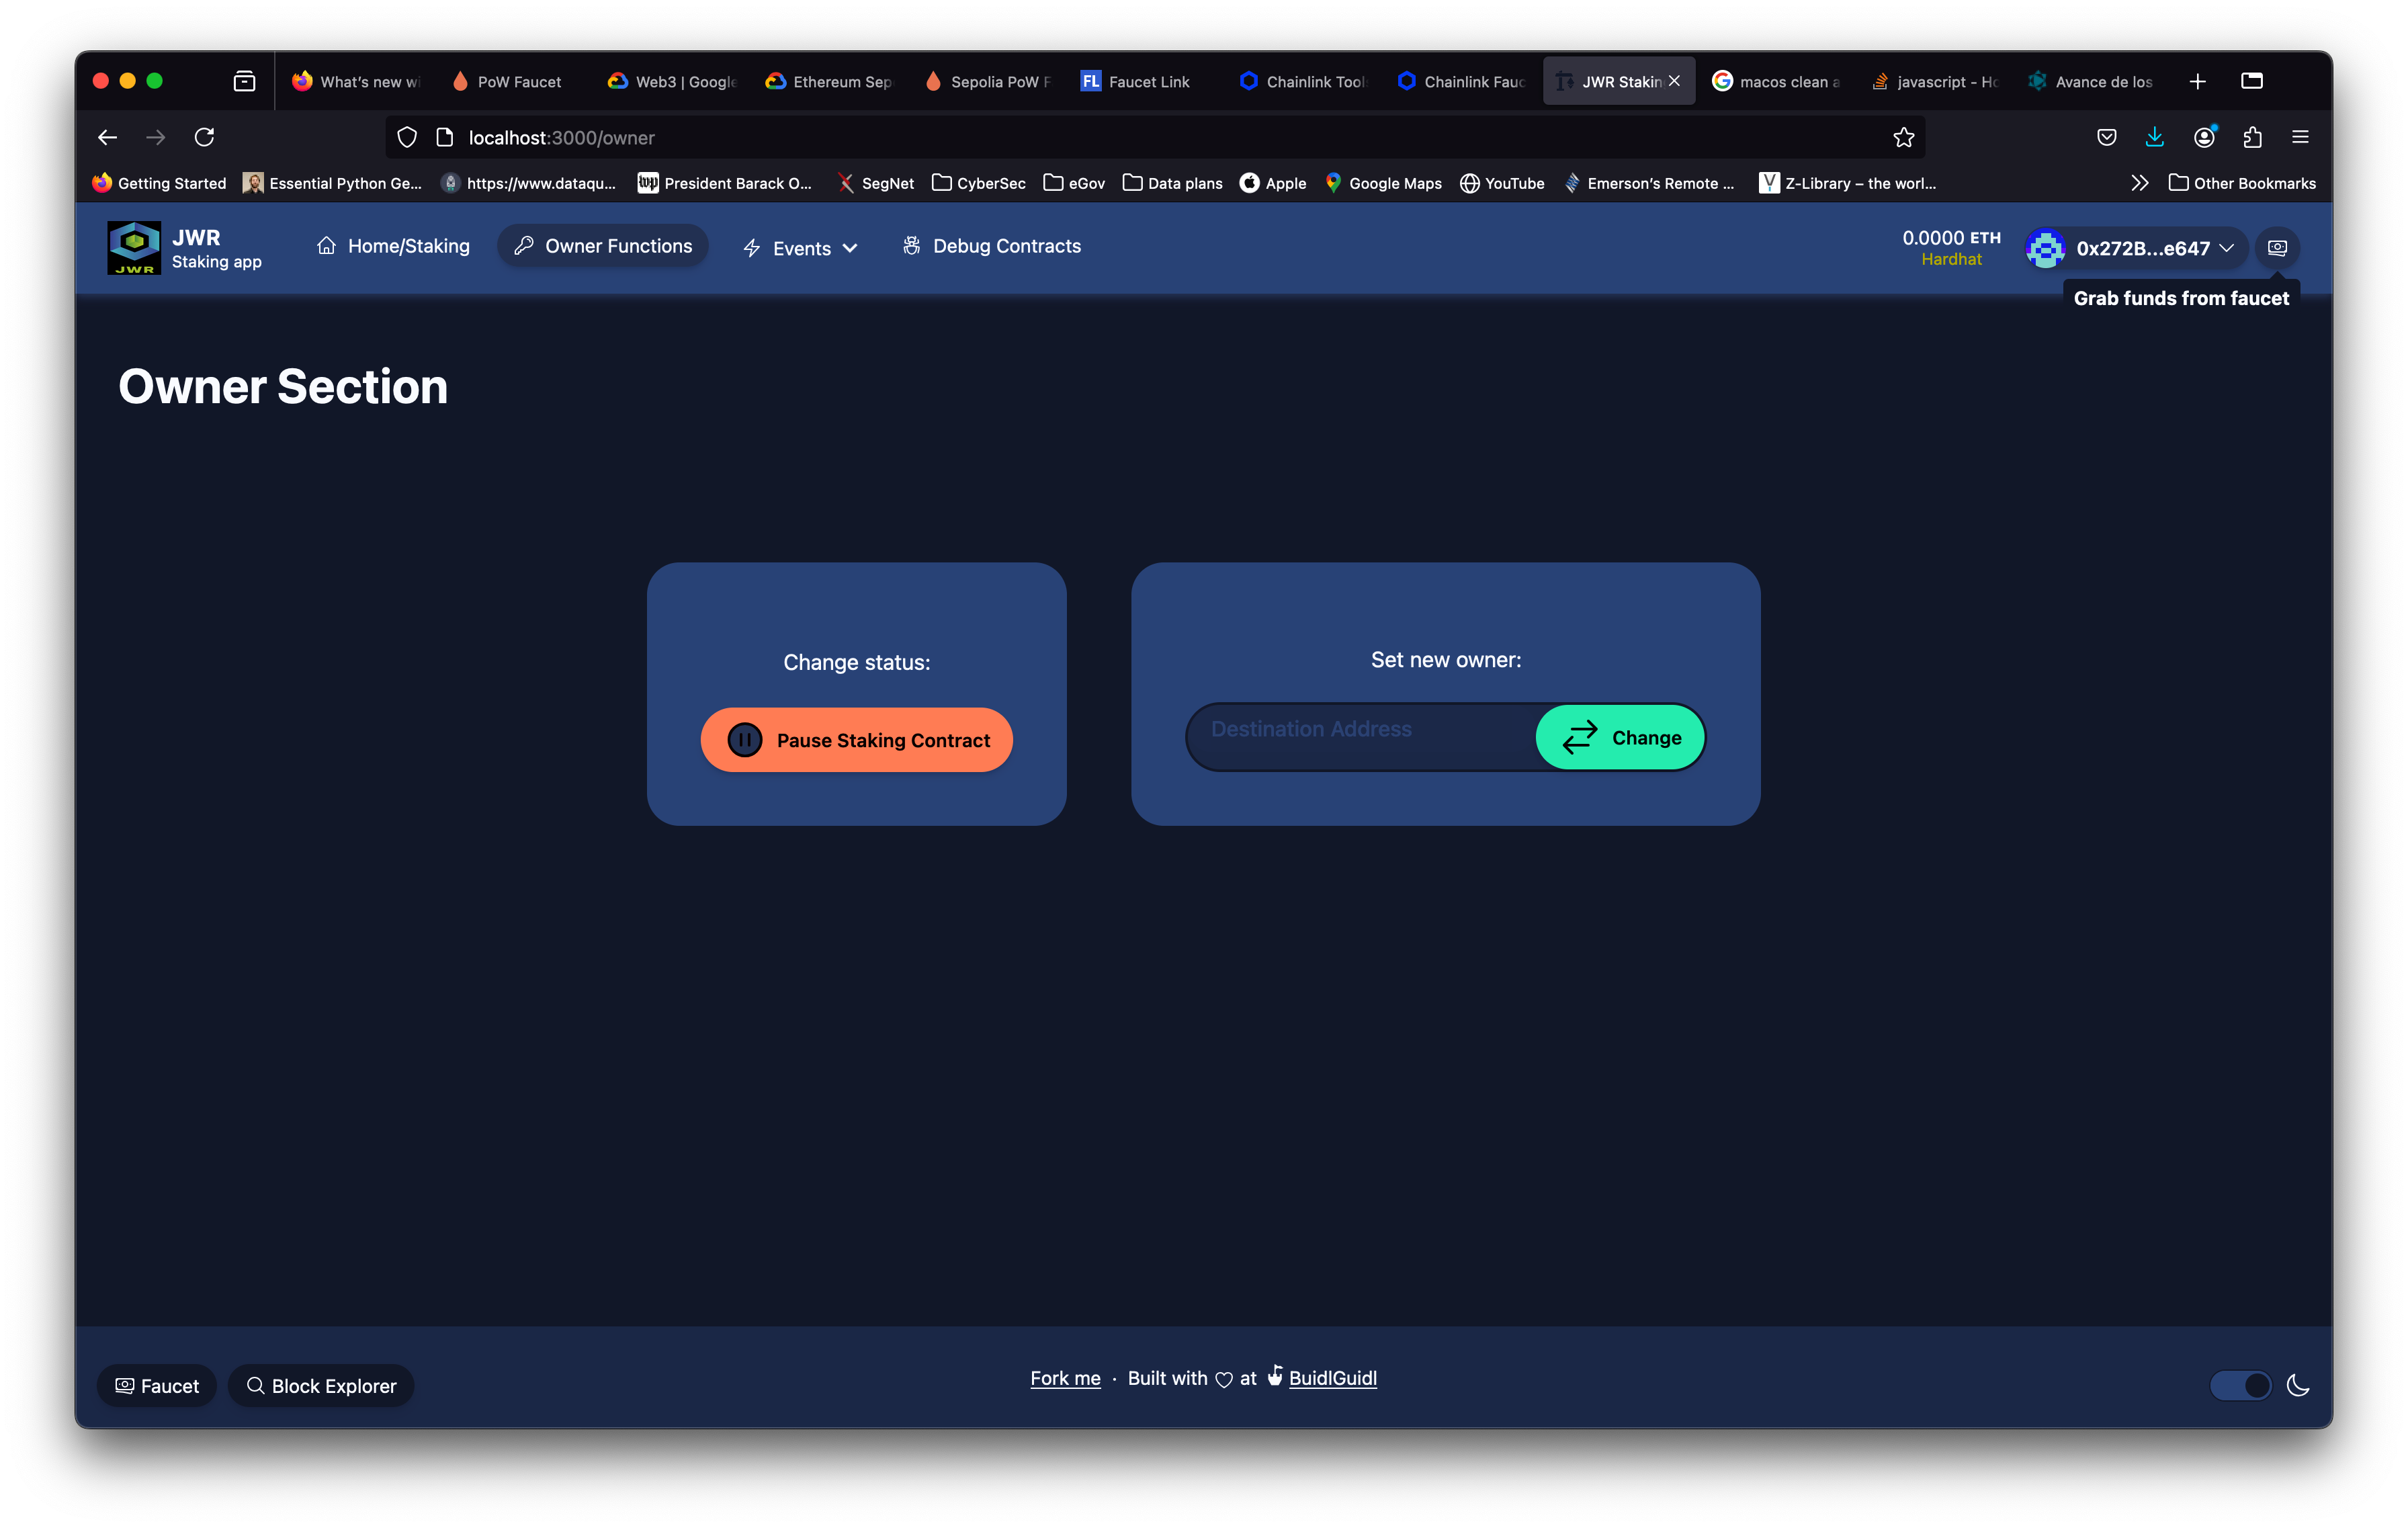 What's new wi
PoW Faucet
Web3 | Google
Ethereum Sep
Sepolia PoW F
FL Faucet Link
Chainlink Tool
Chainlink Fauc
JWR Stakin
macos clean a
javascript - Ho
Avance de los
localhost:3000/owner
Getting Started
Essential Python Ge...
https://www.dataqu...
wp President Barack O...
SegNet
CyberSec
eGov
Data plans
Apple
Google Maps
YouTube
Emerson's Remote ...
Z-Library – the worl...
Other Bookmarks
JWR
JWR
Staking app
Home/Staking
Owner Functions
Events
Debug Contracts
0.0000 ETH
Hardhat
0x272B...e647
Grab funds from faucet
Owner Section
Change status:
Pause Staking Contract
Set new owner:
Destination Address
Change
Faucet
Block Explorer
Fork me · Built with ♡ at BuidlGuidl